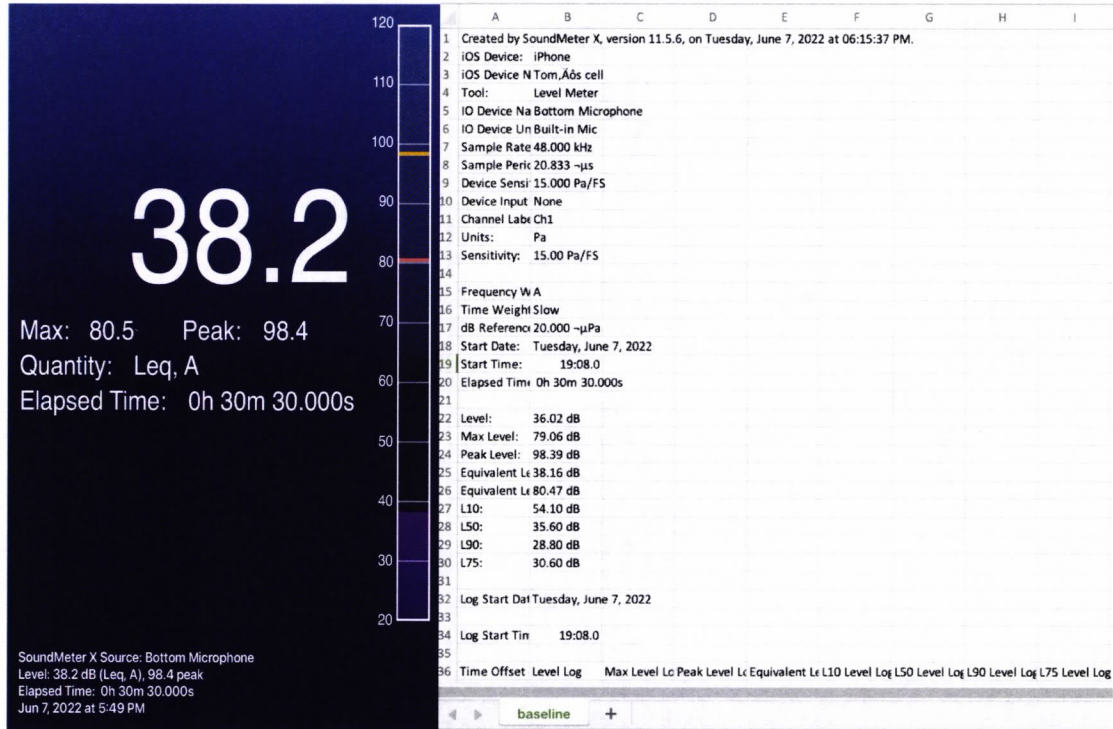 120
110
100
90
80
70
60
50
40
30
20
38.2
Max: 80.5 Peak: 98.4
Quantity: Leq, A
Elapsed Time: 0h 30m 30.000s
SoundMeter X Source: Bottom Microphone
Level: 38.2 dB (Leq, A), 98.4 peak
Elapsed Time: 0h 30m 30.000s
Jun 7, 2022 at 5:49 PM
A B C D E F G H I
1 Created by SoundMeter X, version 11.5.6, on Tuesday, June 7, 2022 at 06:15:37 PM.
2 iOS Device: iPhone
3 iOS Device N Tom‚Äôs cell
4 Tool: Level Meter
5 IO Device Na Bottom Microphone
6 IO Device Un Built-in Mic
7 Sample Rate 48.000 kHz
8 Sample Peric 20.833 ¬µs
9 Device Sensi 15.000 Pa/FS
10 Device Input None
11 Channel Labe Ch1
12 Units: Pa
13 Sensitivity: 15.00 Pa/FS
14
15 Frequency W A
16 Time Weight Slow
17 dB Reference 20.000 ¬µPa
18 Start Date: Tuesday, June 7, 2022
19 Start Time: 19:08.0
20 Elapsed Time 0h 30m 30.000s
21
22 Level: 36.02 dB
23 Max Level: 79.06 dB
24 Peak Level: 98.39 dB
25 Equivalent Le 38.16 dB
26 Equivalent Le 80.47 dB
27 L10: 54.10 dB
28 L50: 35.60 dB
29 L90: 28.80 dB
30 L75: 30.60 dB
31
32 Log Start Dat Tuesday, June 7, 2022
33
34 Log Start Tim 19:08.0
35
36 Time Offset Level Log Max Level Lo Peak Level Lo Equivalent Le L10 Level Log L50 Level Log L90 Level Log L75 Level Log
baseline +